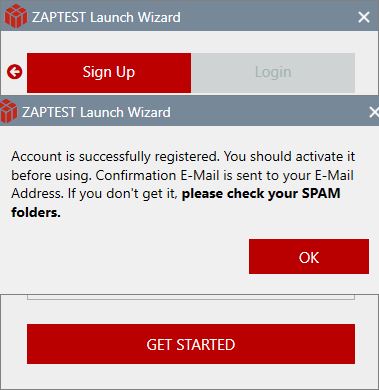 ZAPTEST Launch Wizard
Sign Up
Login
ZAPTEST Launch Wizard
Account is successfully registered. You should activate it
before using. Confirmation E-Mail is sent to your E-Mail
Address. If you don't get it, please check your SPAM
folders.
OK
GET STARTED